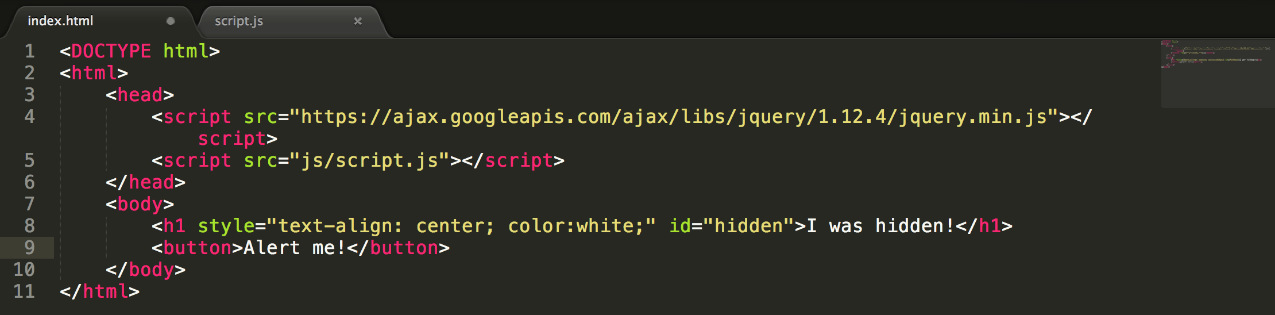 index.html script.js ×
1 <DOCTYPE html>
2 <html>
3 <head>
4 <script src="https://ajax.googleapis.com/ajax/libs/jquery/1.12.4/jquery.min.js"></
script>
5 <script src="js/script.js"></script>
6 </head>
7 <body>
8 <h1 style="text-align: center; color:white;" id="hidden">I was hidden!</h1>
9 <button>Alert me!</button>
10 </body>
11 </html>